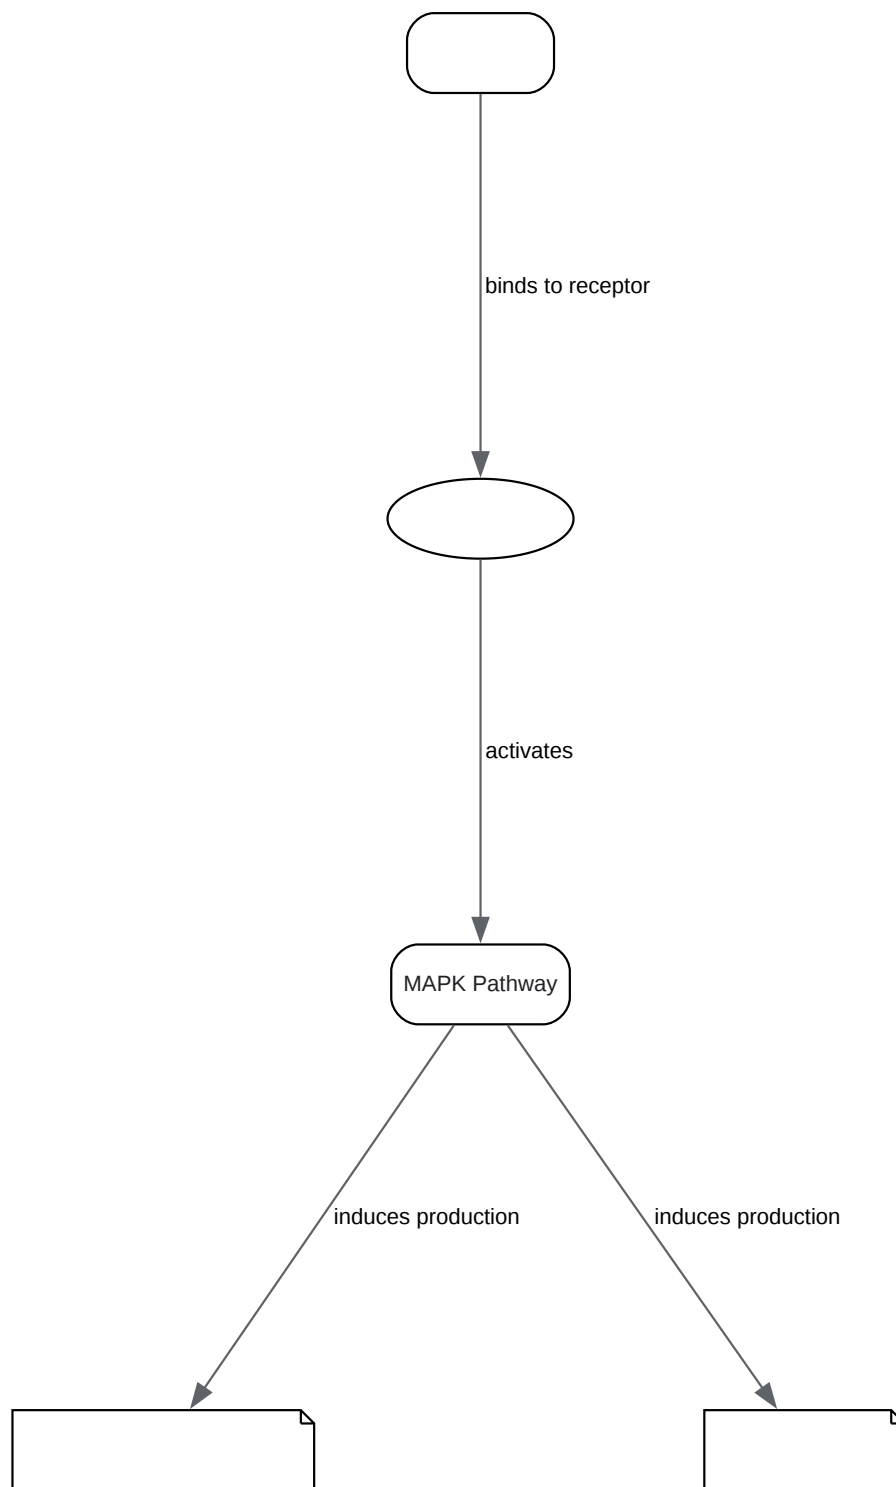 binds to receptor
activates
MAPK Pathway
induces production
induces production